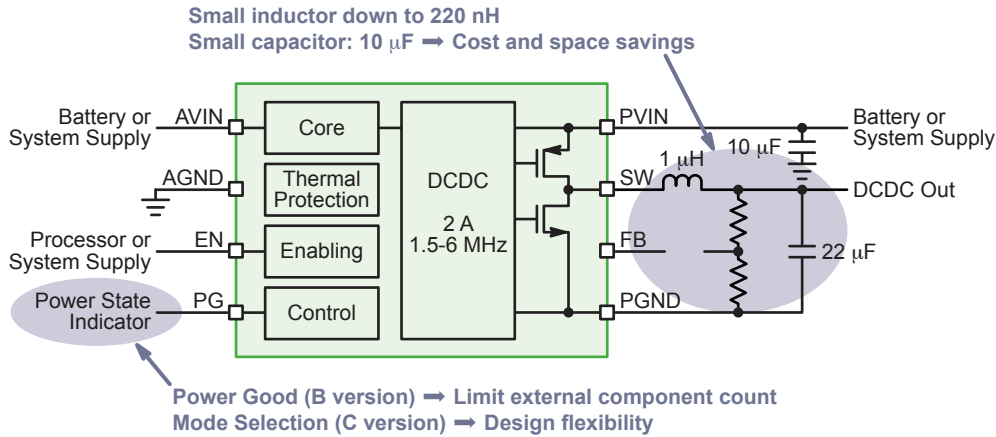 Small inductor down to 220 nH
Small capacitor: 10 μF ➡ Cost and space savings
Battery or
System Supply
AVIN
Core
PVIN
Battery or
System Supply
10 μF
1 μH
AGND
Thermal
Protection
DCDC
2 A
1.5-6 MHz
SW
DCDC Out
Processor or
System Supply
EN
Enabling
FB
22 μF
Power State
Indicator
PG
Control
PGND
Power Good (B version) ➡ Limit external component count
Mode Selection (C version) ➡ Design flexibility